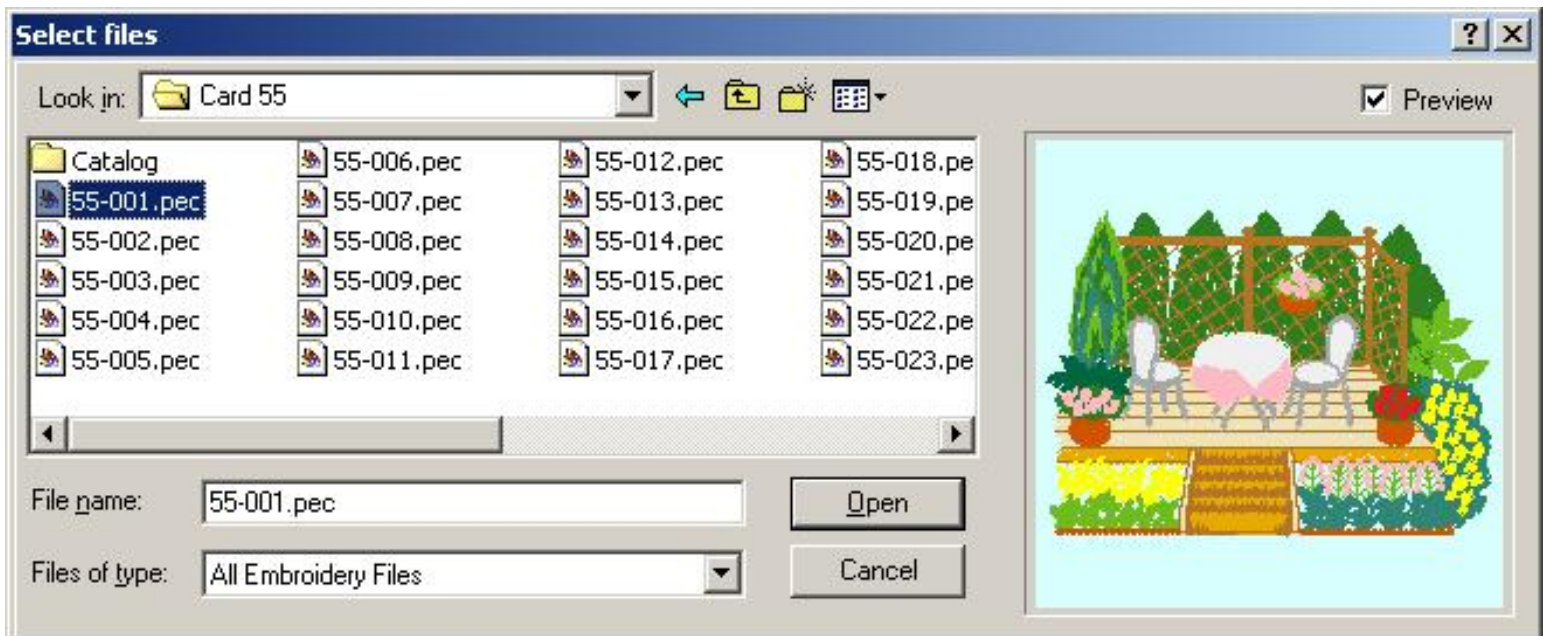 Select files
Look in: Card 55 Preview
Catalog 55-006.pec 55-012.pec 55-018.pe
55-001.pec 55-007.pec 55-013.pec 55-019.pe
55-002.pec 55-008.pec 55-014.pec 55-020.pe
55-003.pec 55-009.pec 55-015.pec 55-021.pe
55-004.pec 55-010.pec 55-016.pec 55-022.pe
55-005.pec 55-011.pec 55-017.pec 55-023.pe
File name: 55-001.pec Open
Files of type: All Embroidery Files Cancel